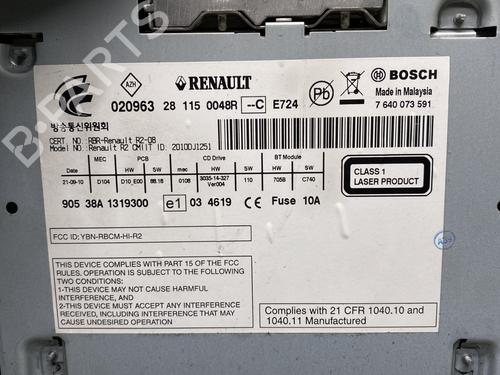 AZH RENAULT Pb BOSCH
Made in Malaysia
020963 28 115 0048R --C E724 7 640 073 591
방송통신위원회
CERT NO: RBR-Renault R2-08
Model No: Renault R2 CMIIT ID: 2010DJ1251
MEC PCB CD Drive BT Module
HW SW mec HW SW HW SW
21-09-10 D104 D10_E00 88.16 0108 3035-14-327 Ver004 110 705B C740
CLASS 1
LASER PRODUCT
905 38A 1319300 e1 03 4619 CE Fuse 10A
FCC ID: YBN-RBCM-HI-R2
THIS DEVICE COMPLIES WITH PART 15 OF THE FCC
RULES. OPERATION IS SUBJECT TO THE FOLLOWING
TWO CONDITIONS:
1-THIS DEVICE MAY NOT CAUSE HARMFUL
INTERFERENCE, AND
2-THIS DEVICE MUST ACCEPT ANY INTERFERENCE
RECEIVED, INCLUDING INTERFERENCE THAT MAY
CAUSE UNDESIRED OPERATION
Complies with 21 CFR 1040.10 and
1040.11 Manufactured
B-PARTS